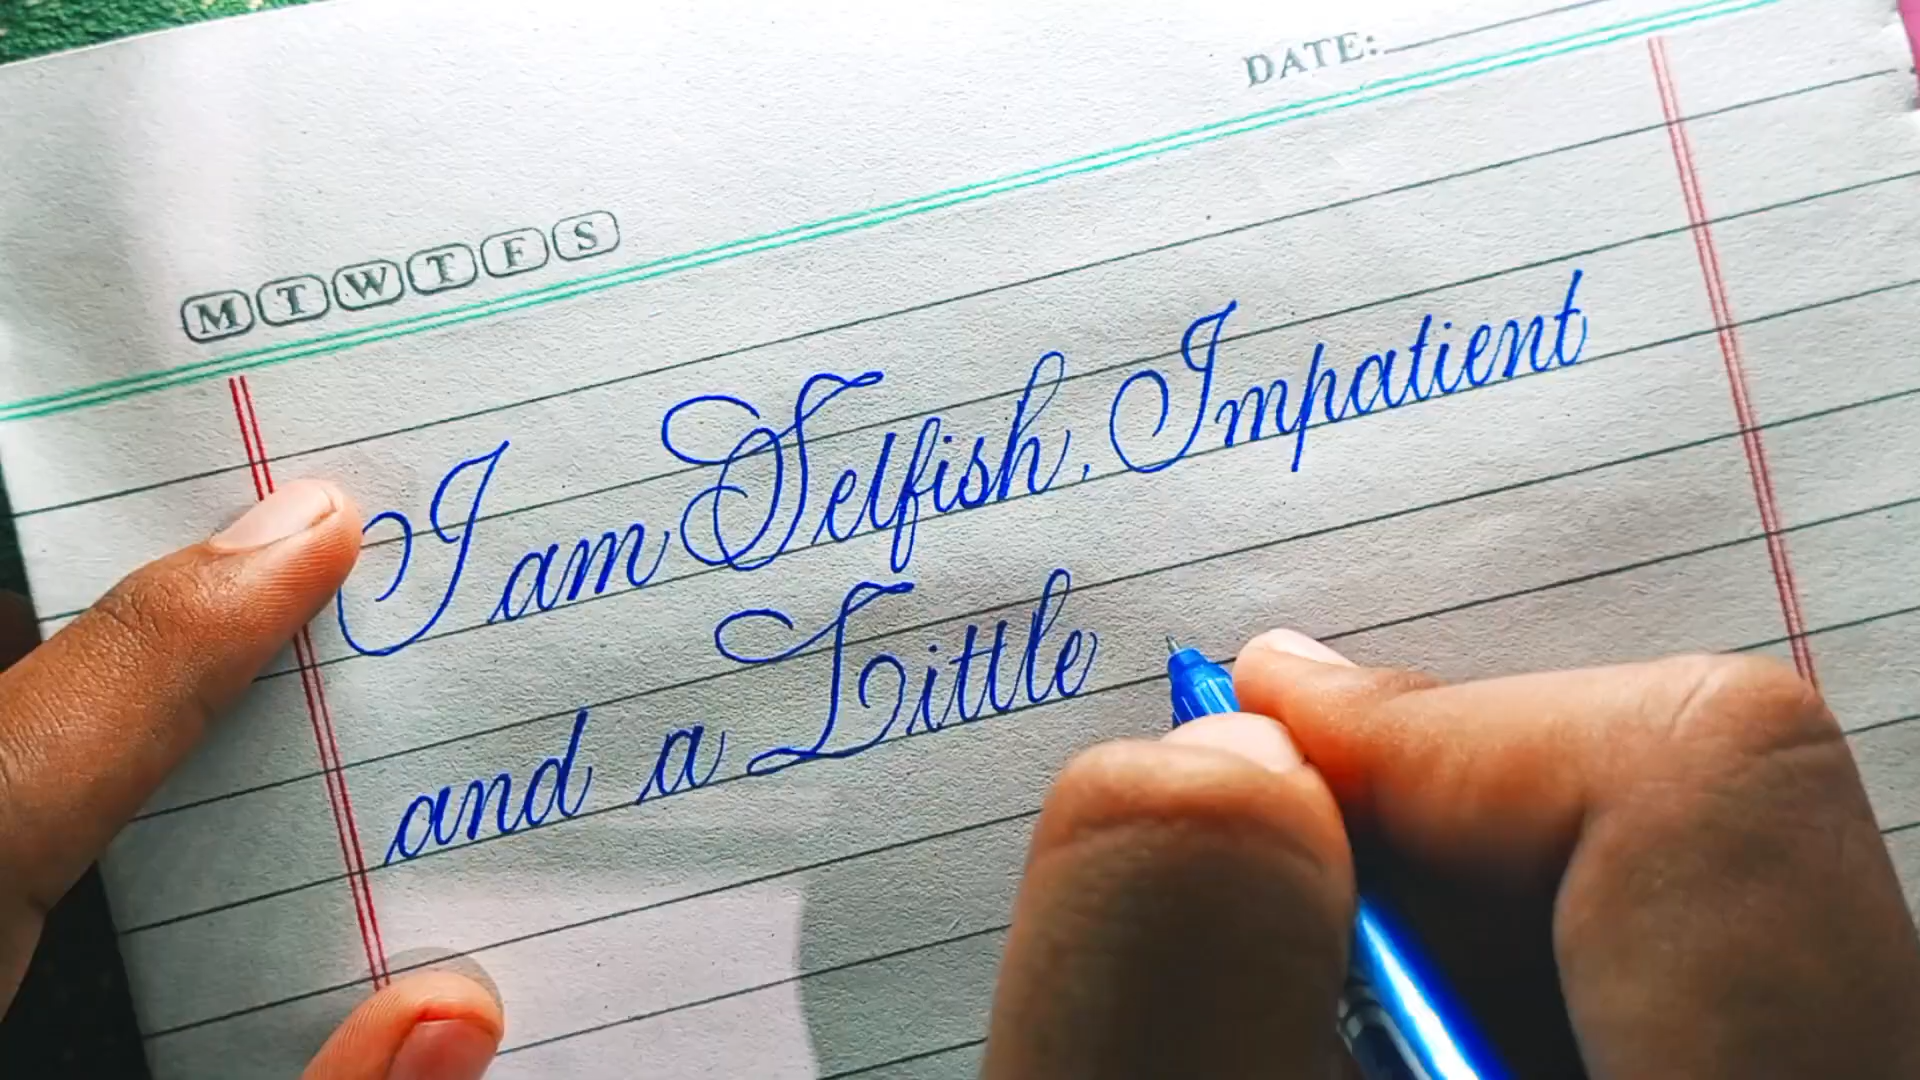 DATE:
M T W T F S
I am Selfish, Impatient
and a Little